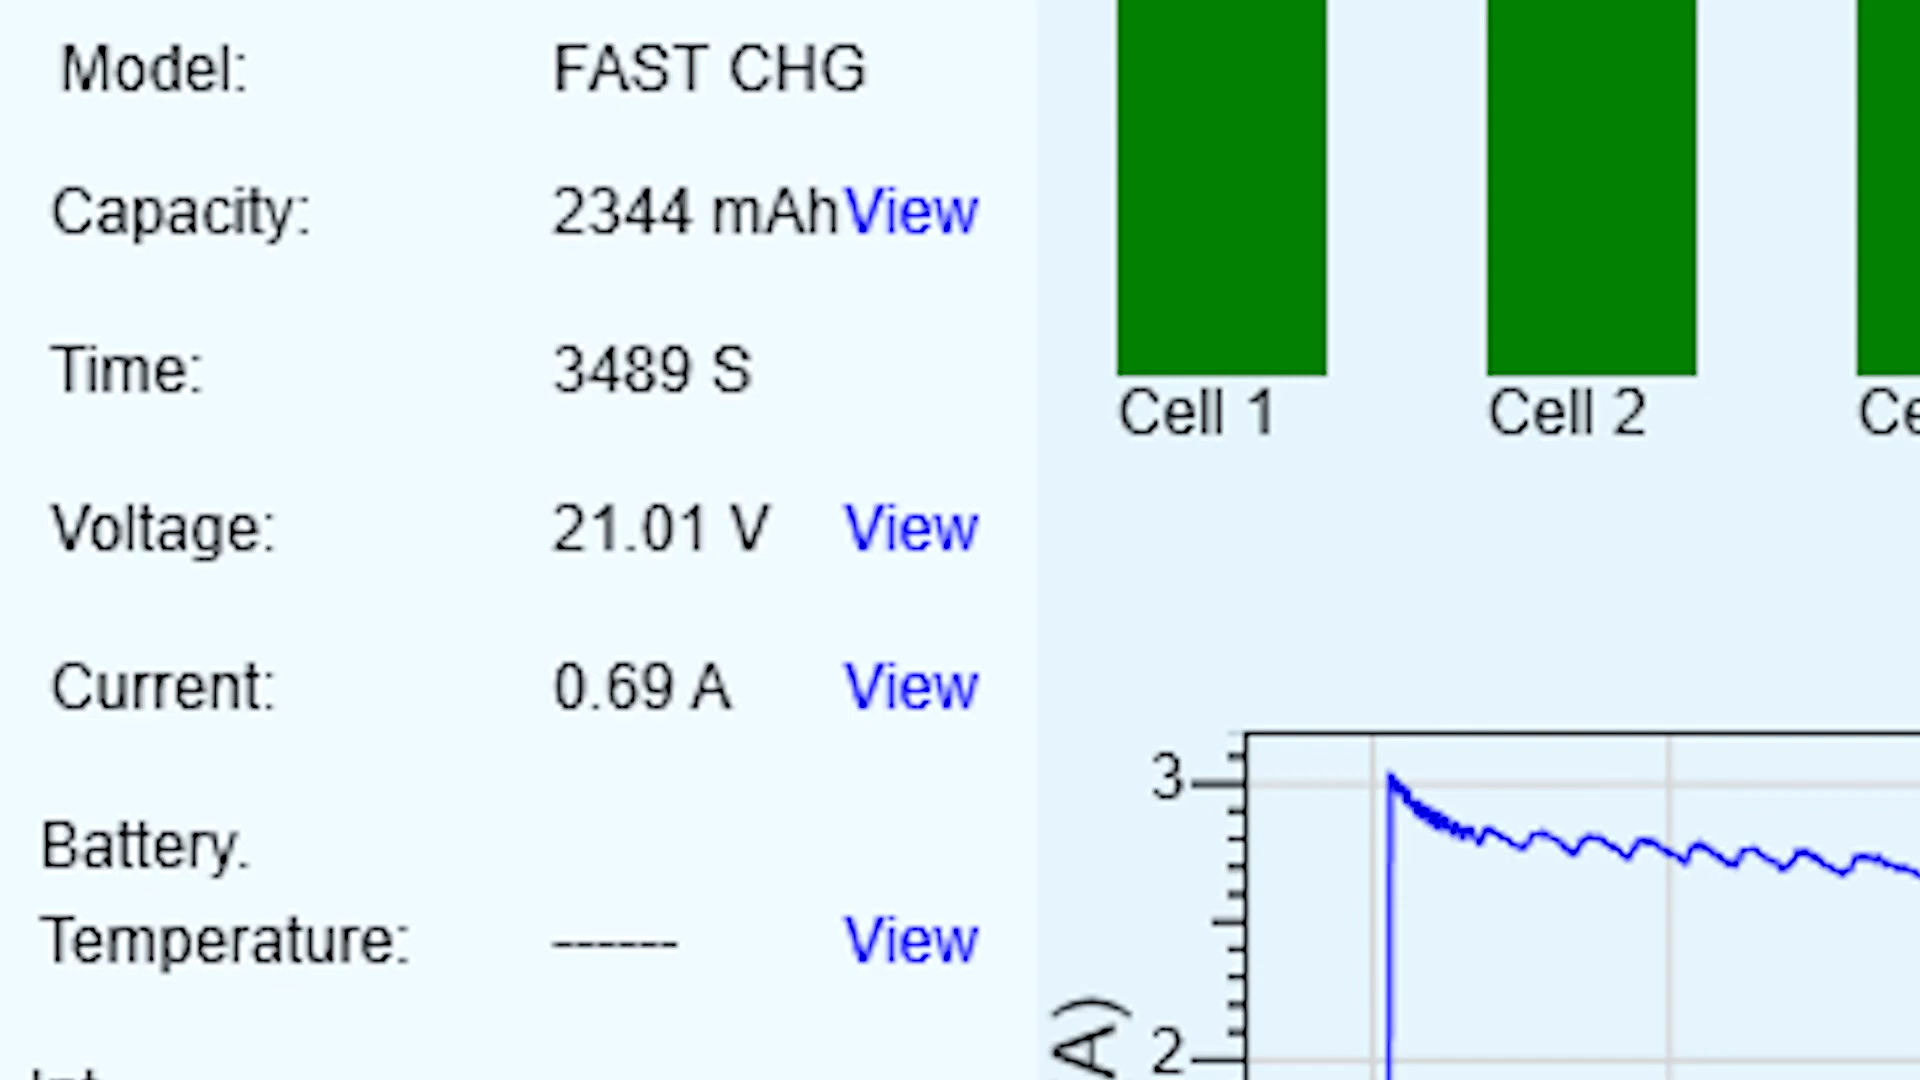 Model: FAST CHG
Capacity: 2344 mAh View
Time: 3489 S
Voltage: 21.01 V View
Current: 0.69 A View
Battery.
Temperature: ------ View
Cell 1 Cell 2
3
2
A)